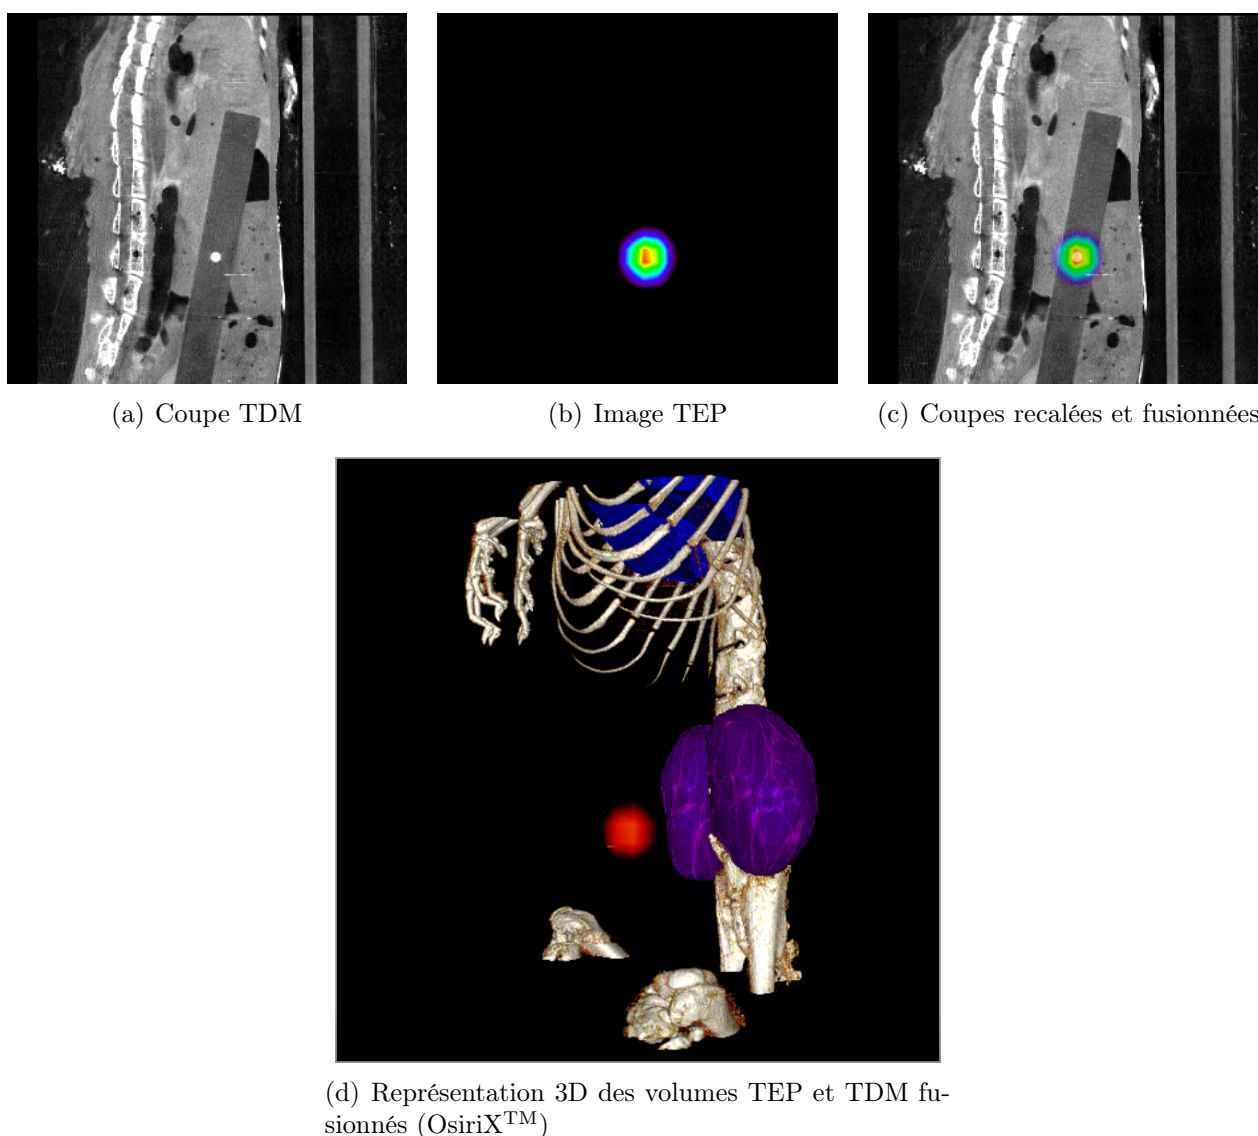 (a) Coupe TDM
(b) Image TEP
(c) Coupes recalées et fusionnées
(d) Représentation 3D des volumes TEP et TDM fu-
sionnés (OsiriX™)